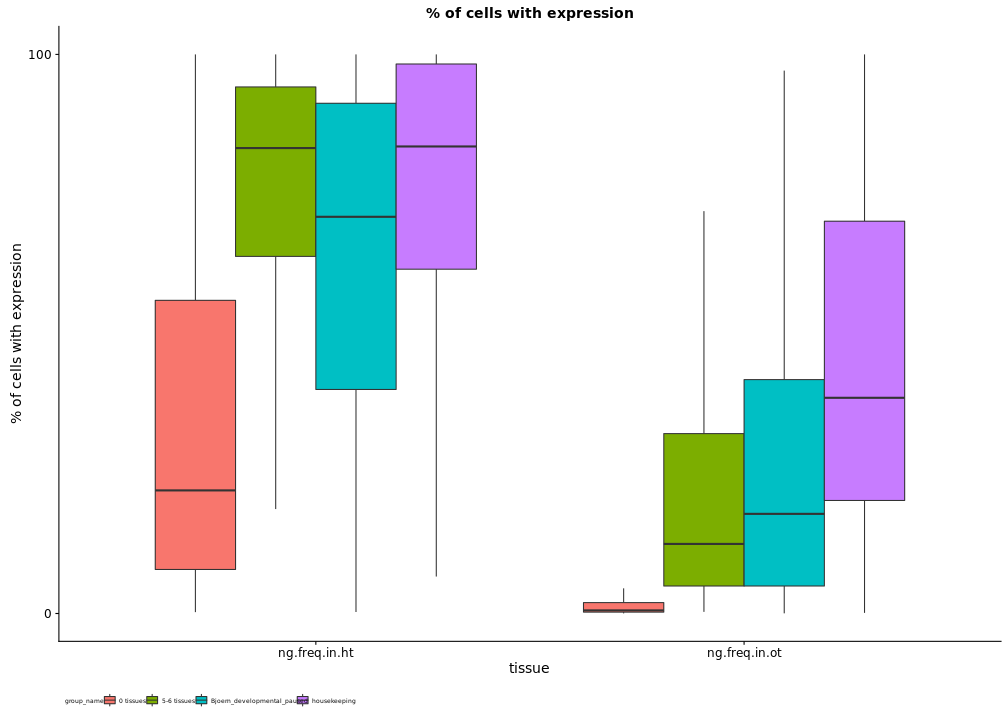 % of cells with expression
100
0
% of cells with expression
ng.freq.in.ht ng.freq.in.ot
tissue
group_name 0 tissues 5-6 tissues housekeeping